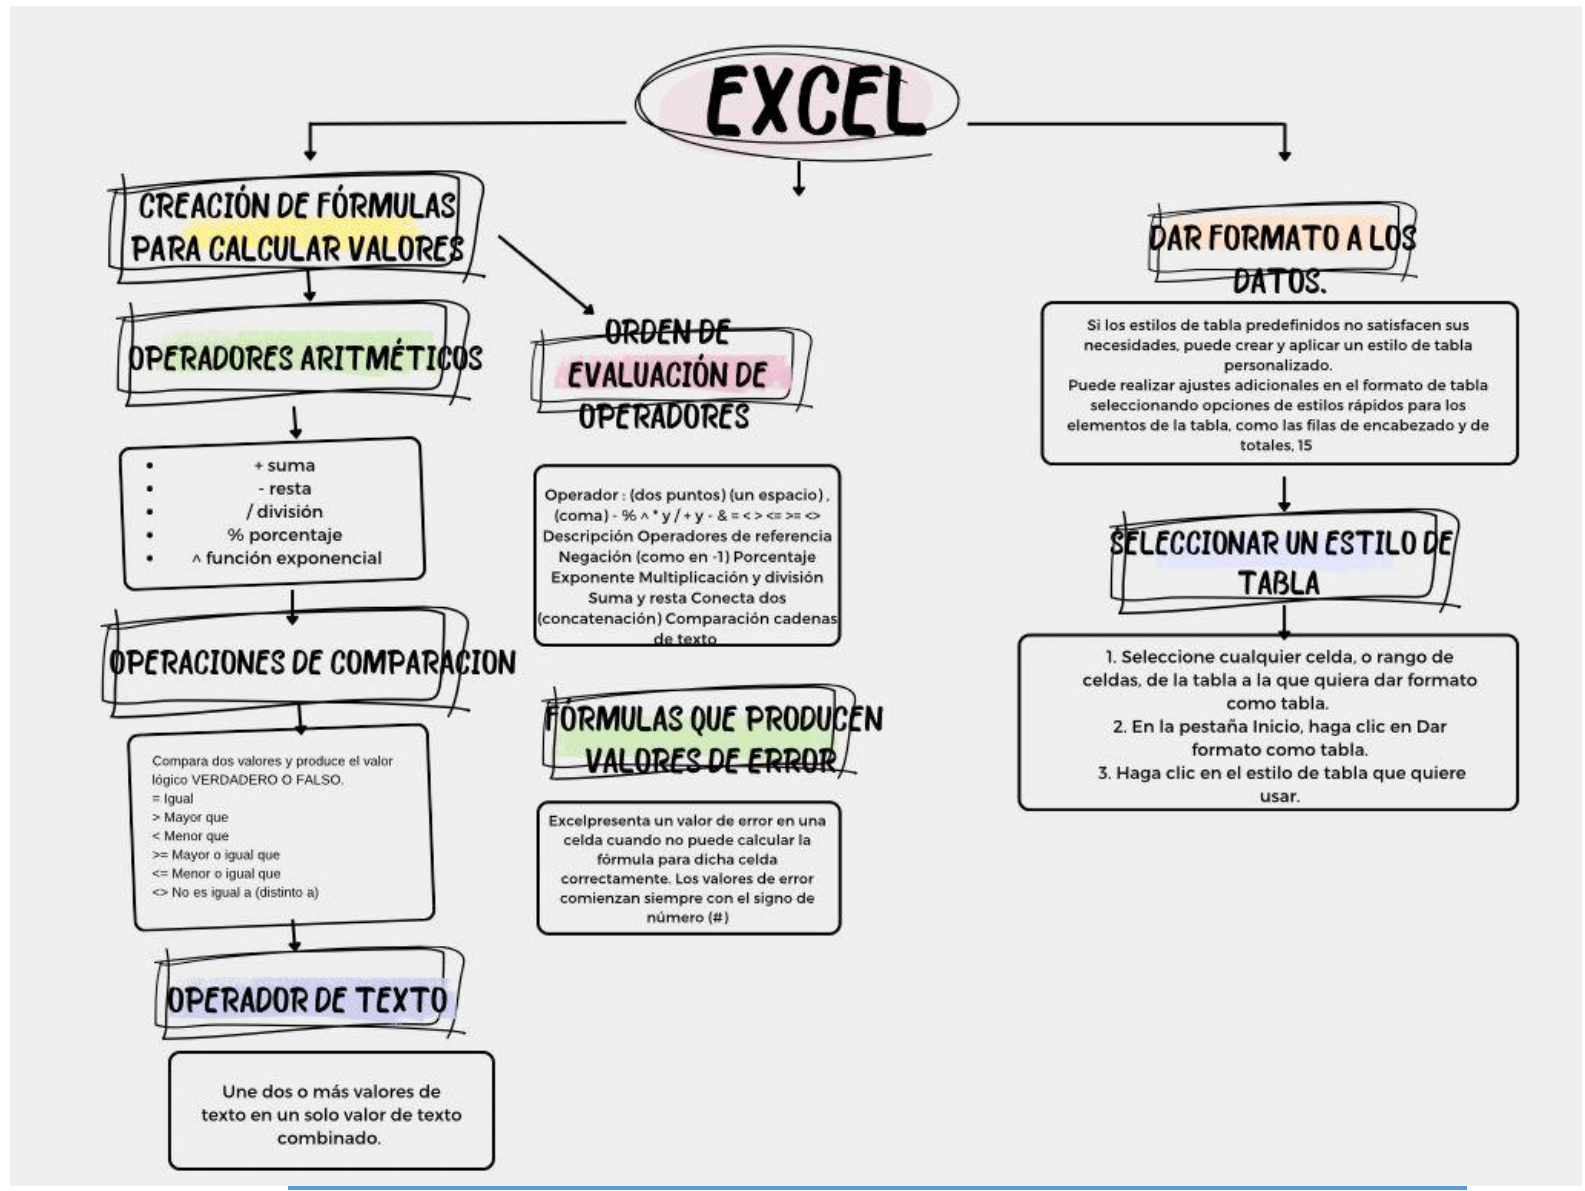 EXCEL
CREACIÓN DE FÓRMULAS
PARA CALCULAR VALORES
OPERADORES ARITMÉTICOS
• + suma
• - resta
• / división
• % porcentaje
• ^ función exponencial
OPERACIONES DE COMPARACION
Compara dos valores y produce el valor
lógico VERDADERO O FALSO.
= Igual
> Mayor que
< Menor que
>= Mayor o igual que
<= Menor o igual que
<> No es igual a (distinto a)
OPERADOR DE TEXTO
Une dos o más valores de
texto en un solo valor de texto
combinado.
ORDEN DE
EVALUACIÓN DE
OPERADORES
Operador : (dos puntos) (un espacio) ,
(coma) - % ^ * y / + y - & = < > <= >= <>
Descripción Operadores de referencia
Negación (como en -1) Porcentaje
Exponente Multiplicación y división
Suma y resta Conecta dos
(concatenación) Comparación cadenas
de texto
FÓRMULAS QUE PRODUCEN
VALORES DE ERROR
Excelpresenta un valor de error en una
celda cuando no puede calcular la
fórmula para dicha celda
correctamente. Los valores de error
comienzan siempre con el signo de
número (#)
DAR FORMATO A LOS
DATOS.
Si los estilos de tabla predefinidos no satisfacen sus
necesidades, puede crear y aplicar un estilo de tabla
personalizado.
Puede realizar ajustes adicionales en el formato de tabla
seleccionando opciones de estilos rápidos para los
elementos de la tabla, como las filas de encabezado y de
totales, 15
SELECCIONAR UN ESTILO DE
TABLA
1. Seleccione cualquier celda, o rango de
celdas, de la tabla a la que quiera dar formato
como tabla.
2. En la pestaña Inicio, haga clic en Dar
formato como tabla.
3. Haga clic en el estilo de tabla que quiere
usar.